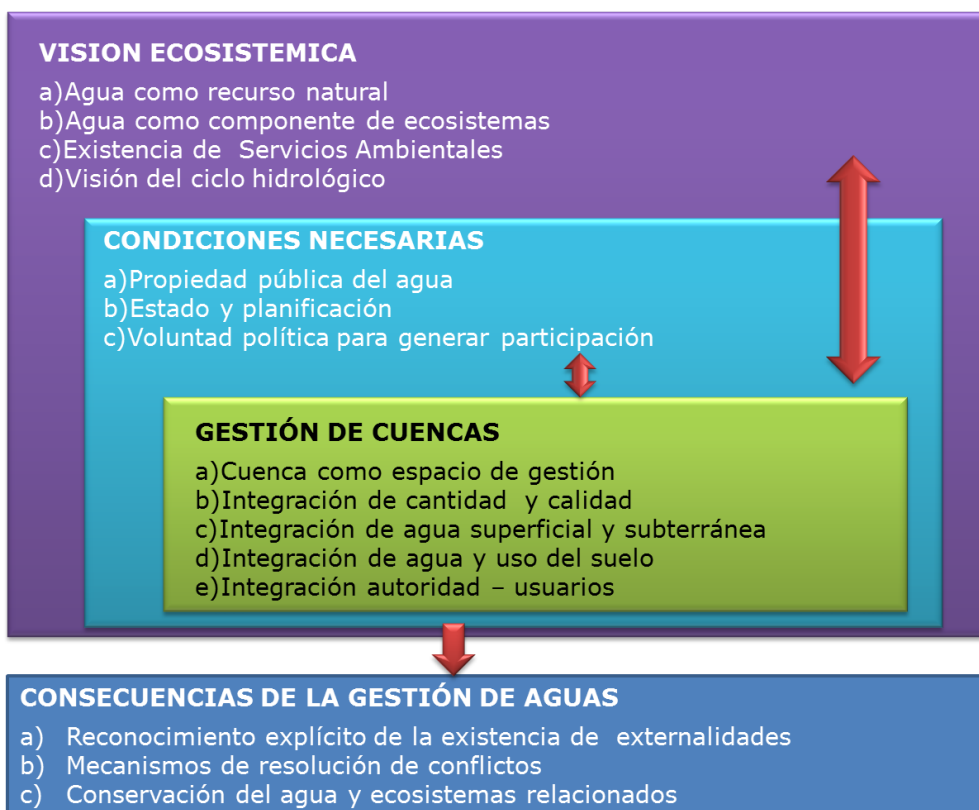 VISION ECOSISTEMICA
a)Agua como recurso natural
b)Agua como componente de ecosistemas
c)Existencia de Servicios Ambientales
d)Visión del ciclo hidrológico
CONDICIONES NECESARIAS
a)Propiedad pública del agua
b)Estado y planificación
c)Voluntad política para generar participación
GESTIÓN DE CUENCAS
a)Cuenca como espacio de gestión
b)Integración de cantidad y calidad
c)Integración de agua superficial y subterránea
d)Integración de agua y uso del suelo
e)Integración autoridad – usuarios
CONSECUENCIAS DE LA GESTIÓN DE AGUAS
a) Reconocimiento explícito de la existencia de externalidades
b) Mecanismos de resolución de conflictos
c) Conservación del agua y ecosistemas relacionados